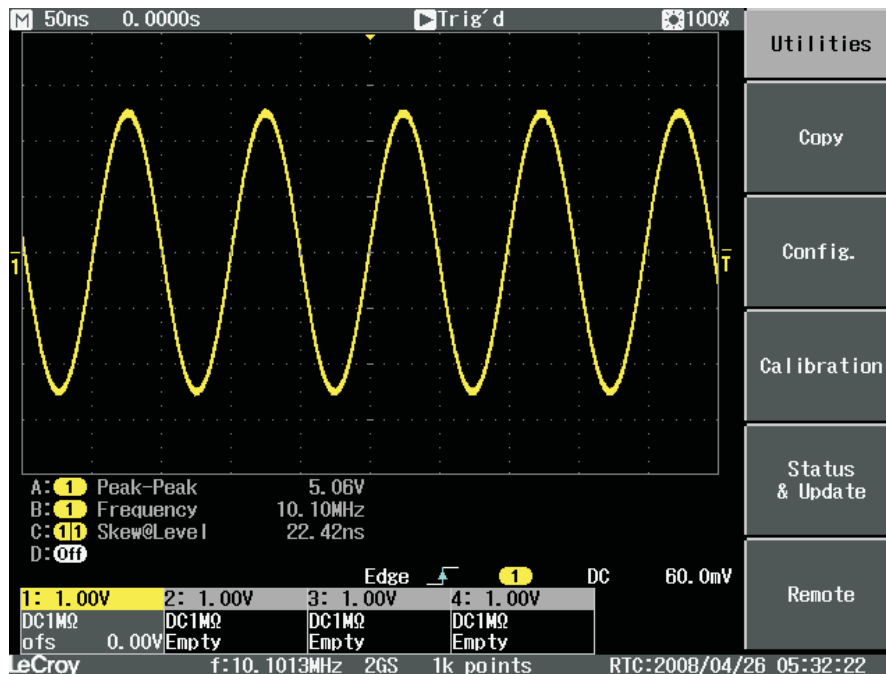 M 50ns 0.0000s Trig´d 100%
Utilities
Copy
Config.
1 T
Calibration
Status
& Update
Remote
A: 1 Peak-Peak 5.06V
B: 1 Frequency 10.10MHz
C: 1 1 Skew@Level 22.42ns
D: Off
Edge 1 DC 60.0mV
1: 1.00V 2: 1.00V 3: 1.00V 4: 1.00V
DC1MΩ DC1MΩ DC1MΩ DC1MΩ
ofs 0.00V Empty Empty Empty
LeCroy f:10.1013MHz 2GS 1k points RTC:2008/04/26 05:32:22